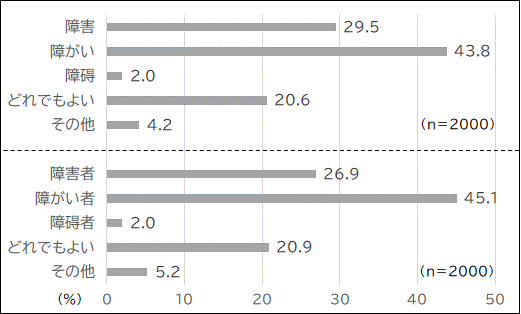 障害 29.5
障がい 43.8
障碍 2.0
どれでもよい 20.6
その他 4.2 (n=2000)
障害者 26.9
障がい者 45.1
障碍者 2.0
どれでもよい 20.9
その他 5.2 (n=2000)
(%) 0 10 20 30 40 50